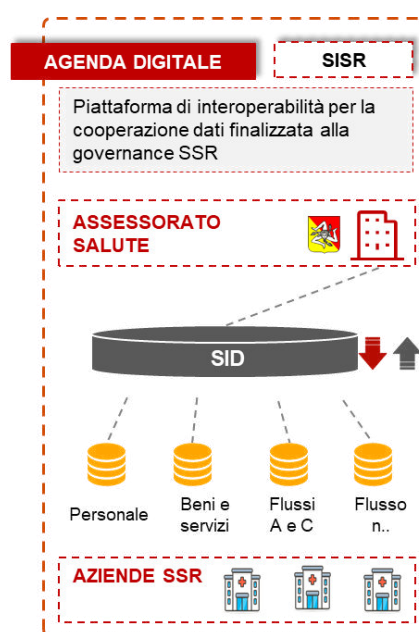 AGENDA DIGITALE
SISR
Piattaforma di interoperabilità per la
cooperazione dati finalizzata alla
governance SSR
ASSESSORATO
SALUTE
SID
Personale
Beni e
servizi
Flussi
A e C
Flusso
n..
AZIENDE SSR